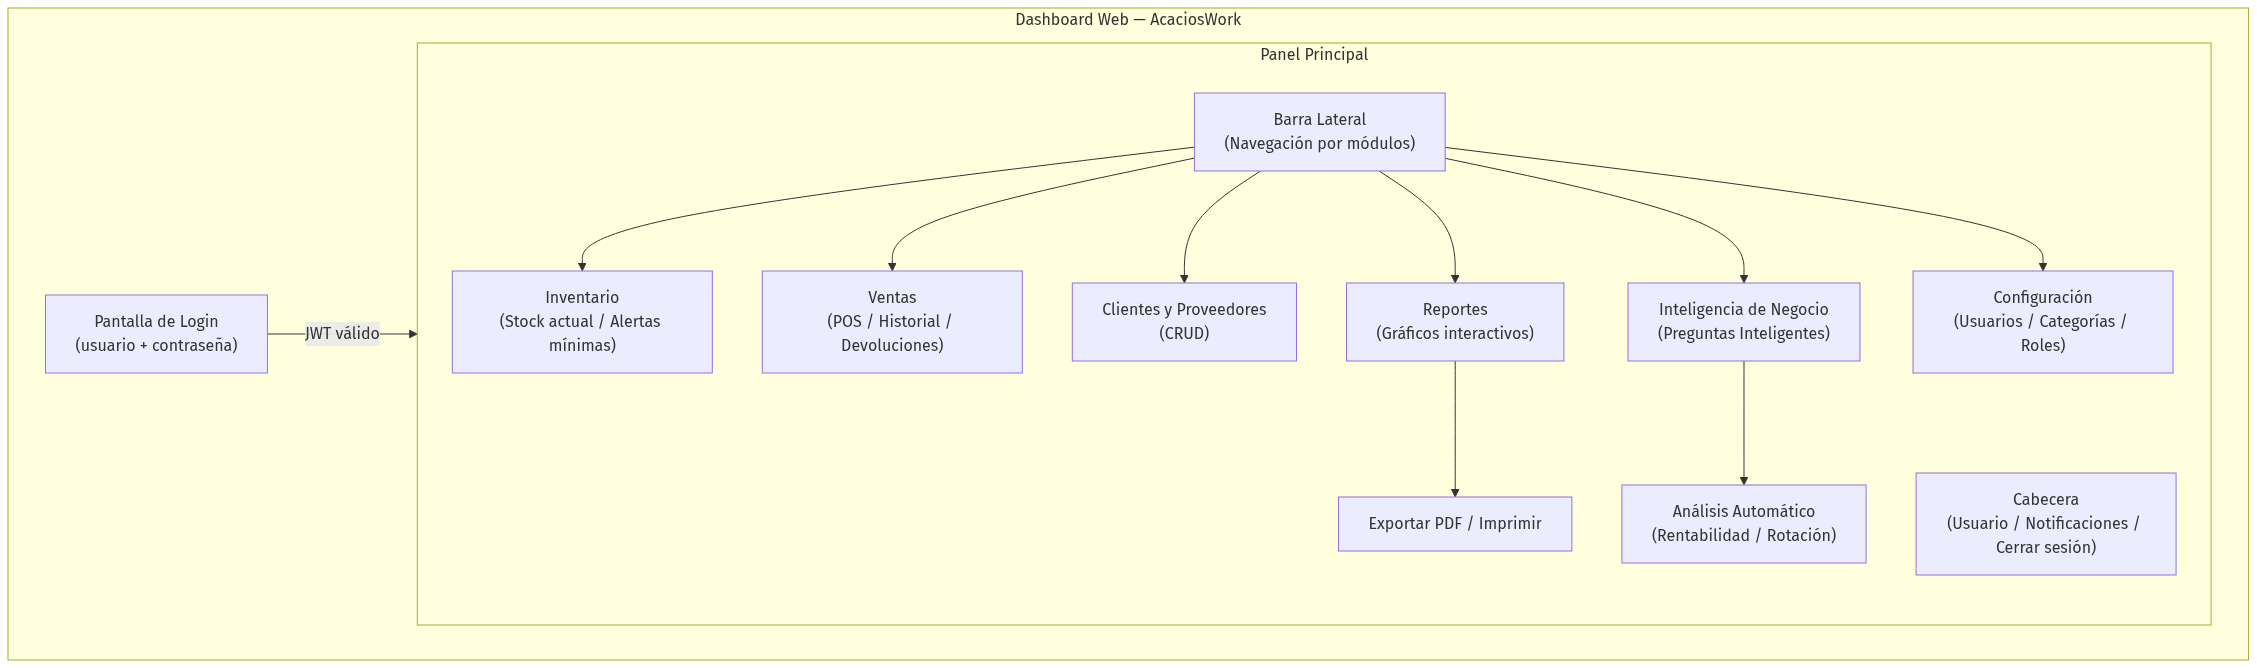 Dashboard Web — AcaciosWork
Panel Principal
Barra Lateral
(Navegación por módulos)
Pantalla de Login
(usuario + contraseña)
JWT válido
Inventario
(Stock actual / Alertas
mínimas)
Ventas
(POS / Historial /
Devoluciones)
Clientes y Proveedores
(CRUD)
Reportes
(Gráficos interactivos)
Inteligencia de Negocio
(Preguntas Inteligentes)
Configuración
(Usuarios / Categorías /
Roles)
Exportar PDF / Imprimir
Análisis Automático
(Rentabilidad / Rotación)
Cabecera
(Usuario / Notificaciones /
Cerrar sesión)